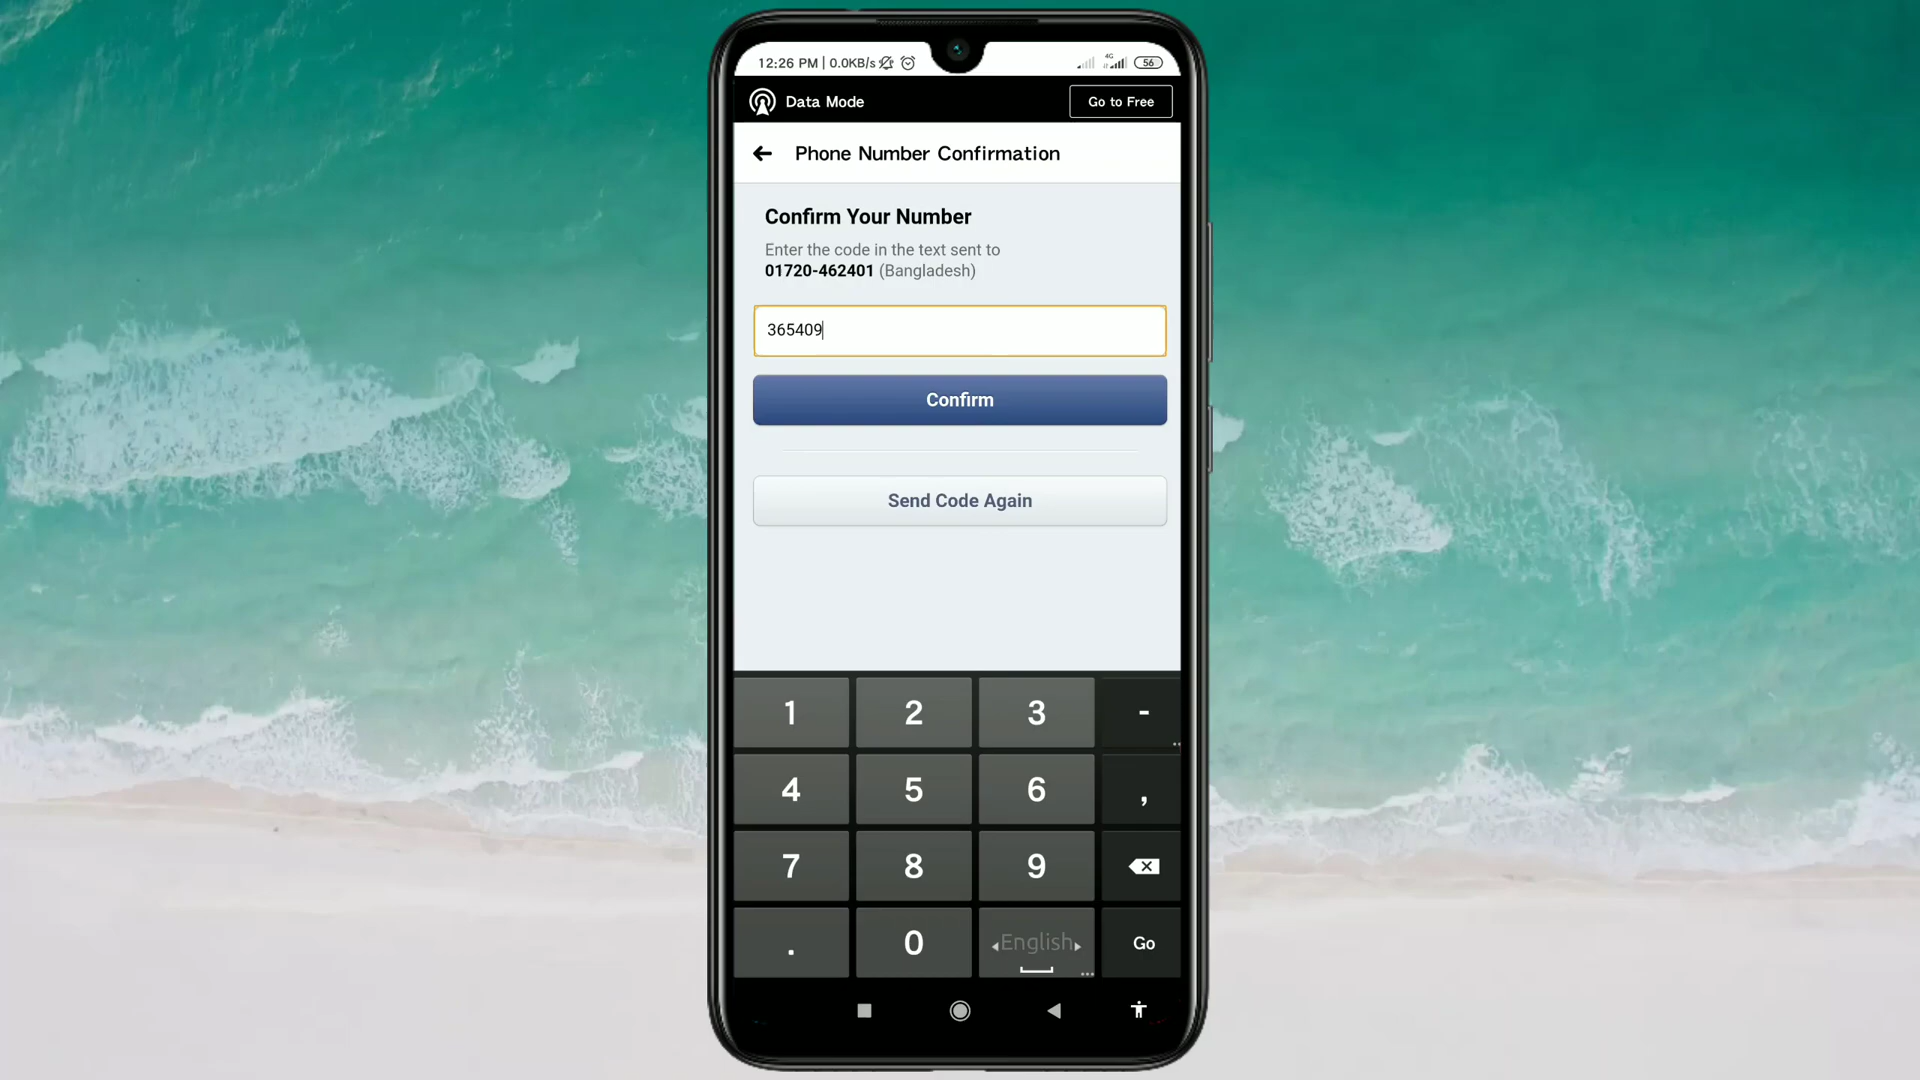 12:26 PM | 0.0KB/s 4G 56
Data Mode Go to Free
Phone Number Confirmation
Confirm Your Number
Enter the code in the text sent to
01720-462401 (Bangladesh)
365409
Confirm
Send Code Again
1 2 3 -
4 5 6 ,
7 8 9
. 0 English Go